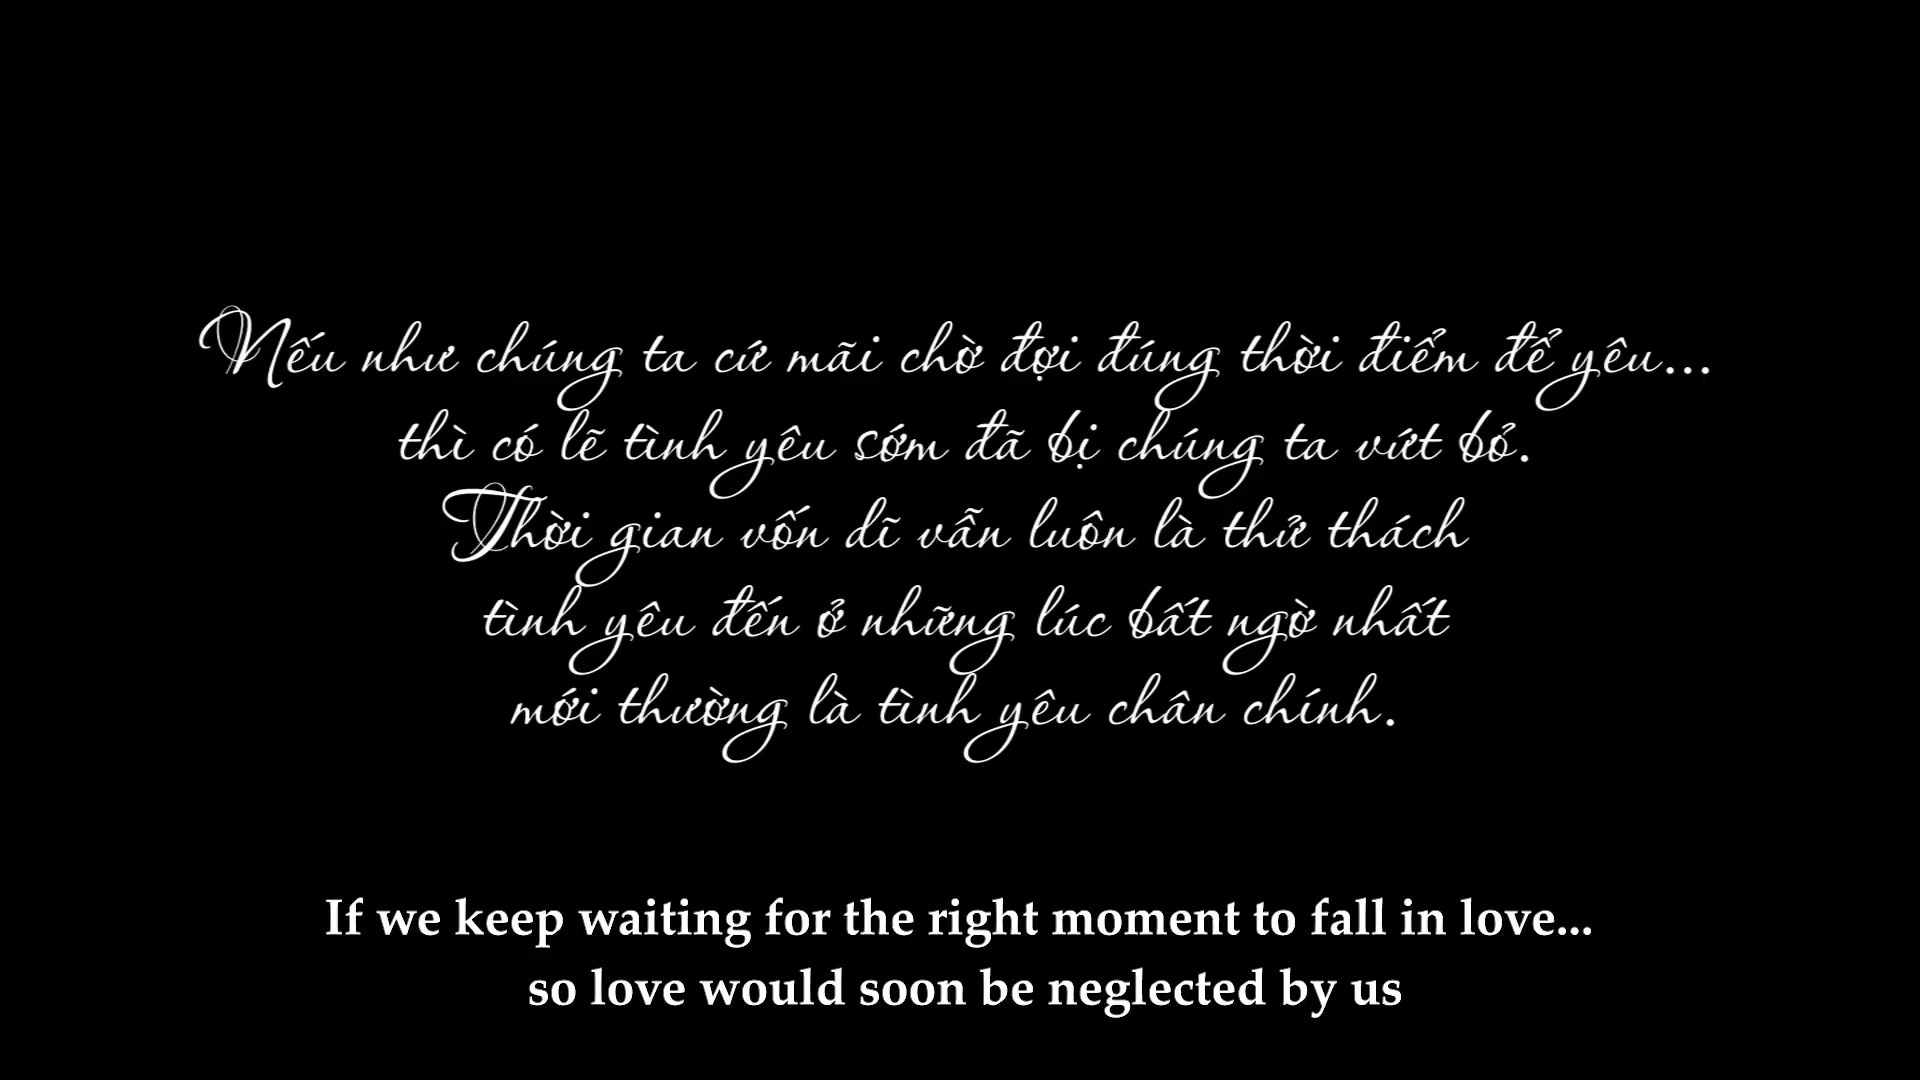 Nếu như chúng ta cứ mãi chờ đợi đúng thời điểm để yêu...
thì có lẽ tình yêu sớm đã bị chúng ta vứt bỏ.
Thời gian vốn dĩ vẫn luôn là thử thách
tình yêu đến ở những lúc bất ngờ nhất
mới thường là tình yêu chân chính.
If we keep waiting for the right moment to fall in love...
so love would soon be neglected by us